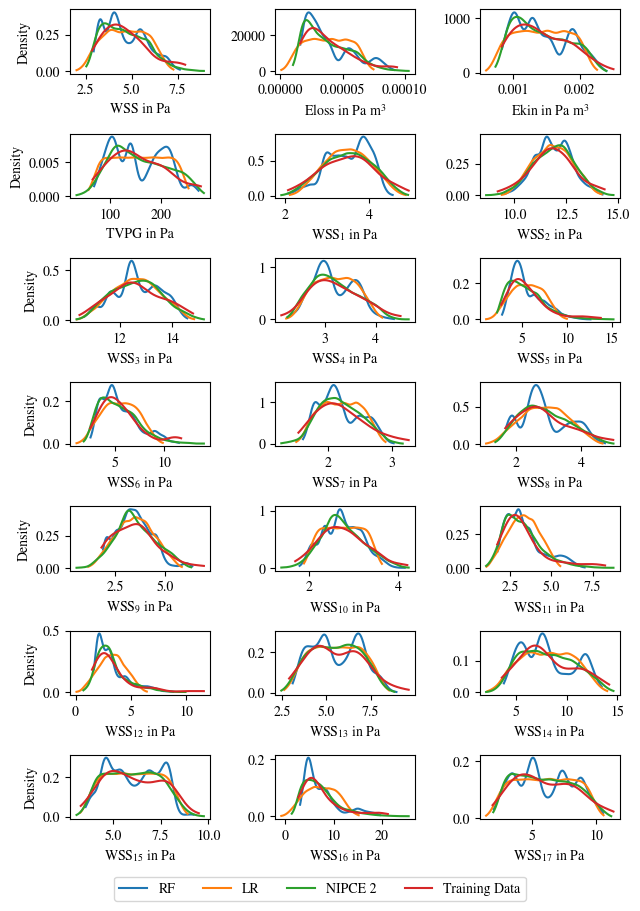 Density
0.25
0.00
2.5 5.0 7.5
WSS in Pa
20000
0
0.00000 0.00005 0.00010
Eloss in Pa m³
1000
0
0.001 0.002
Ekin in Pa m³
Density
0.005
0.000
100 200
TVPG in Pa
0.5
0.0
2 4
WSS₁ in Pa
0.25
0.00
10.0 12.5 15.0
WSS₂ in Pa
Density
0.5
0.0
12 14
WSS₃ in Pa
1
0
3 4
WSS₄ in Pa
0.2
0.0
5 10 15
WSS₅ in Pa
Density
0.2
0.0
5 10
WSS₆ in Pa
1
0
2 3
WSS₇ in Pa
0.5
0.0
2 4
WSS₈ in Pa
Density
0.25
0.00
2.5 5.0
WSS₉ in Pa
1
0
2 4
WSS₁₀ in Pa
0.25
0.00
2.5 5.0 7.5
WSS₁₁ in Pa
Density
0.5
0.0
0 5 10
WSS₁₂ in Pa
0.2
0.0
2.5 5.0 7.5
WSS₁₃ in Pa
0.1
0.0
5 10 15
WSS₁₄ in Pa
Density
0.2
0.0
5.0 7.5 10.0
WSS₁₅ in Pa
0.2
0.0
0 10 20
WSS₁₆ in Pa
0.2
0.0
5 10
WSS₁₇ in Pa
RF LR NIPCE 2 Training Data